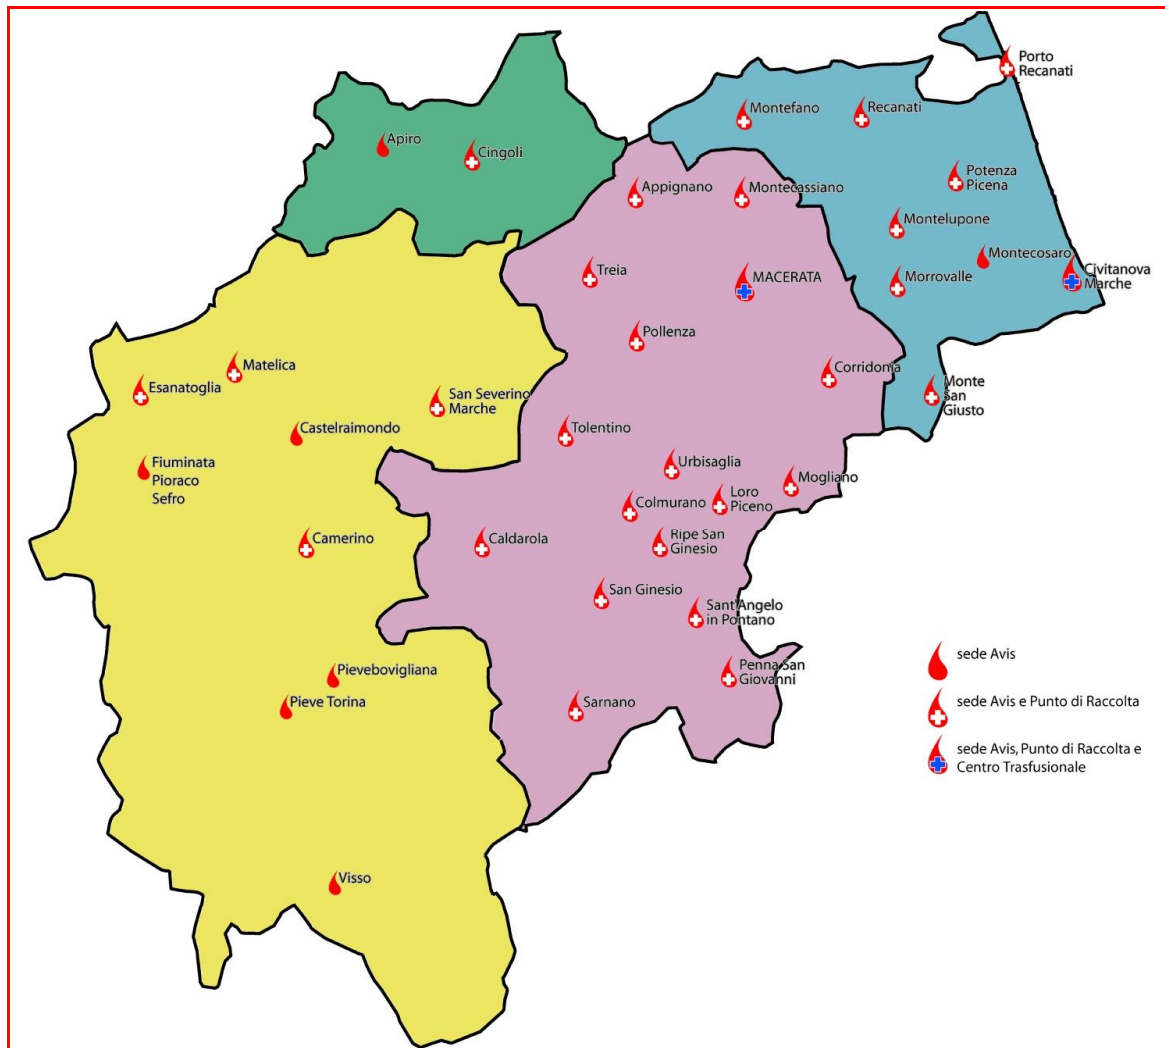 Porto
Recanati
Montefano
Recanati
Apiro
Cingoli
Potenza
Picena
Appignano
Montecassiano
Montelupone
Montecosaro
Treia
MACERATA
Morrovalle
Civitanova
Marche
Pollenza
Matelica
Corridonia
Esanatoglia
San Severino
Marche
Monte
San
Giusto
Castelraimondo
Tolentino
Fiuminata
Pioraco
Sefro
Urbisaglia
Mogliano
Colmurano
Loro
Piceno
Camerino
Caldarola
Ripe San
Ginesio
San Ginesio
Sant'Angelo
in Pontano
Pievebovigliana
Penna San
Giovanni
Pieve Torina
Sarnano
Visso
sede Avis
sede Avis e Punto di Raccolta
sede Avis, Punto di Raccolta e
Centro Trasfusionale